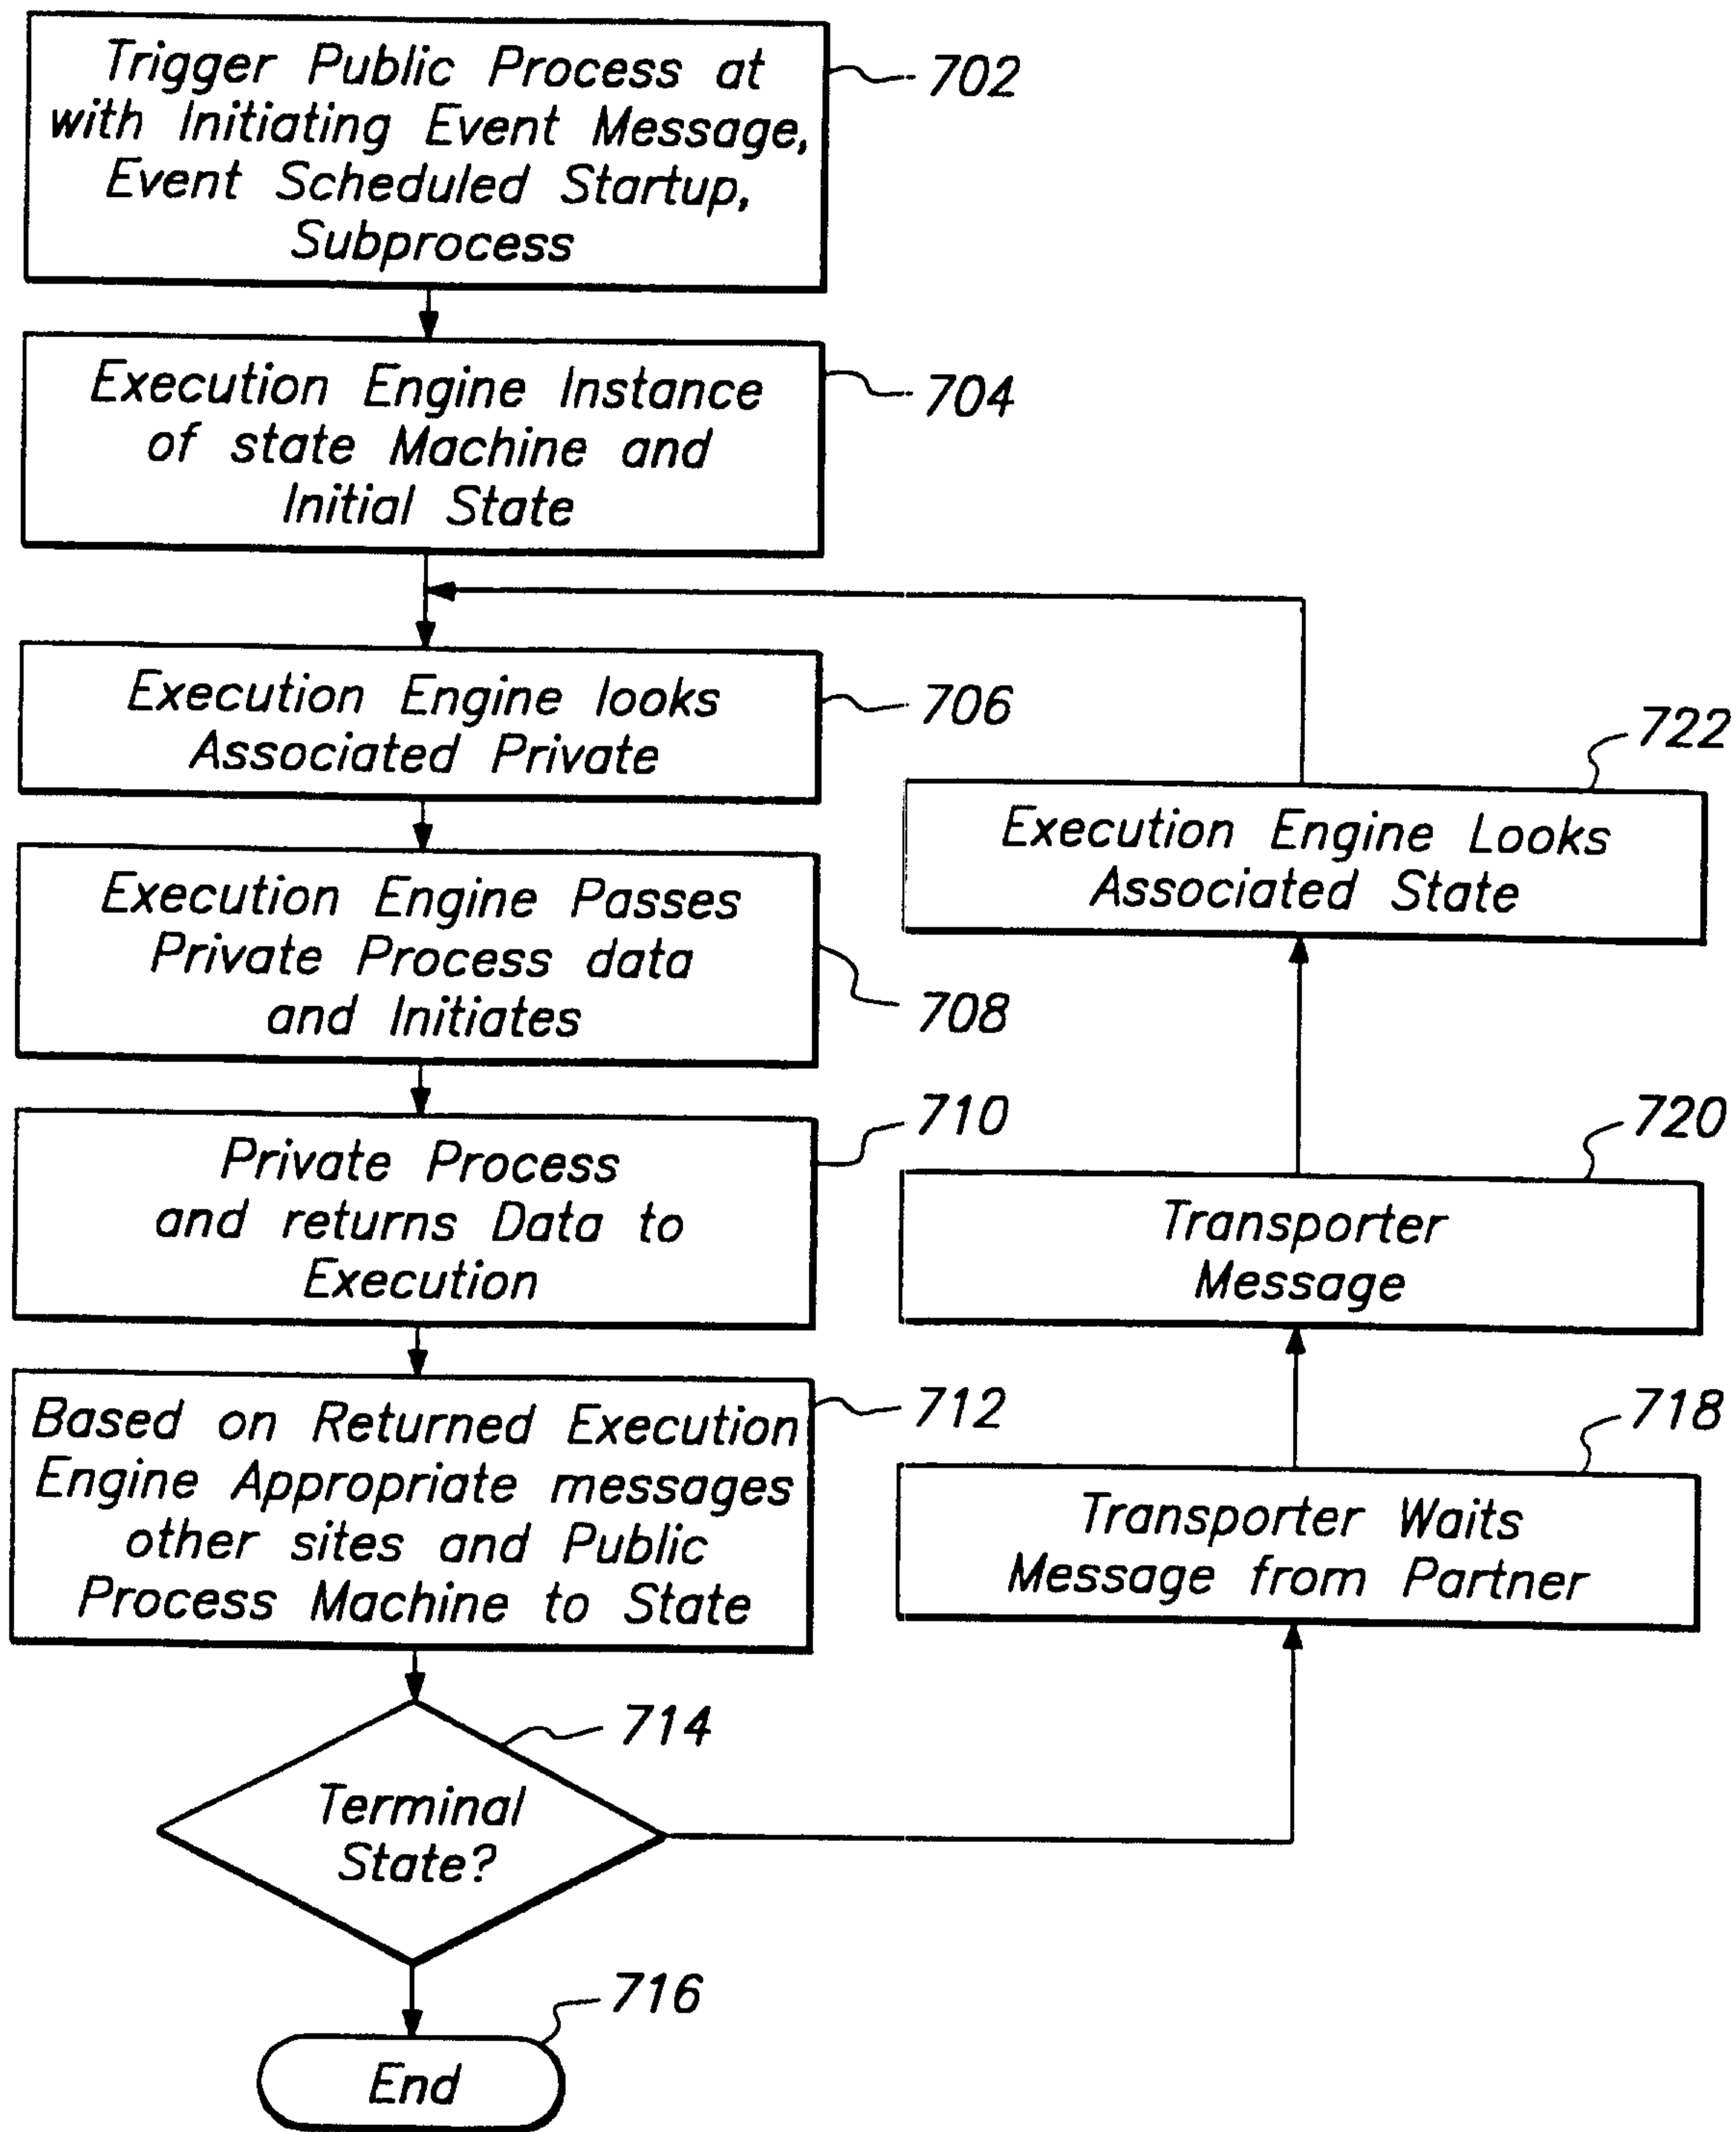 Trigger Public Process at
with Initiating Event Message,
Event Scheduled Startup,
Subprocess
702
Execution Engine Instance
of state Machine and
Initial State
704
Execution Engine looks
Associated Private
706
Execution Engine Passes
Private Process data
and Initiates
708
Private Process
and returns Data to
Execution
710
Based on Returned Execution
Engine Appropriate messages
other sites and Public
Process Machine to State
712
Terminal
State?
714
End
716
Transporter Waits
Message from Partner
718
Transporter
Message
720
Execution Engine Looks
Associated State
722